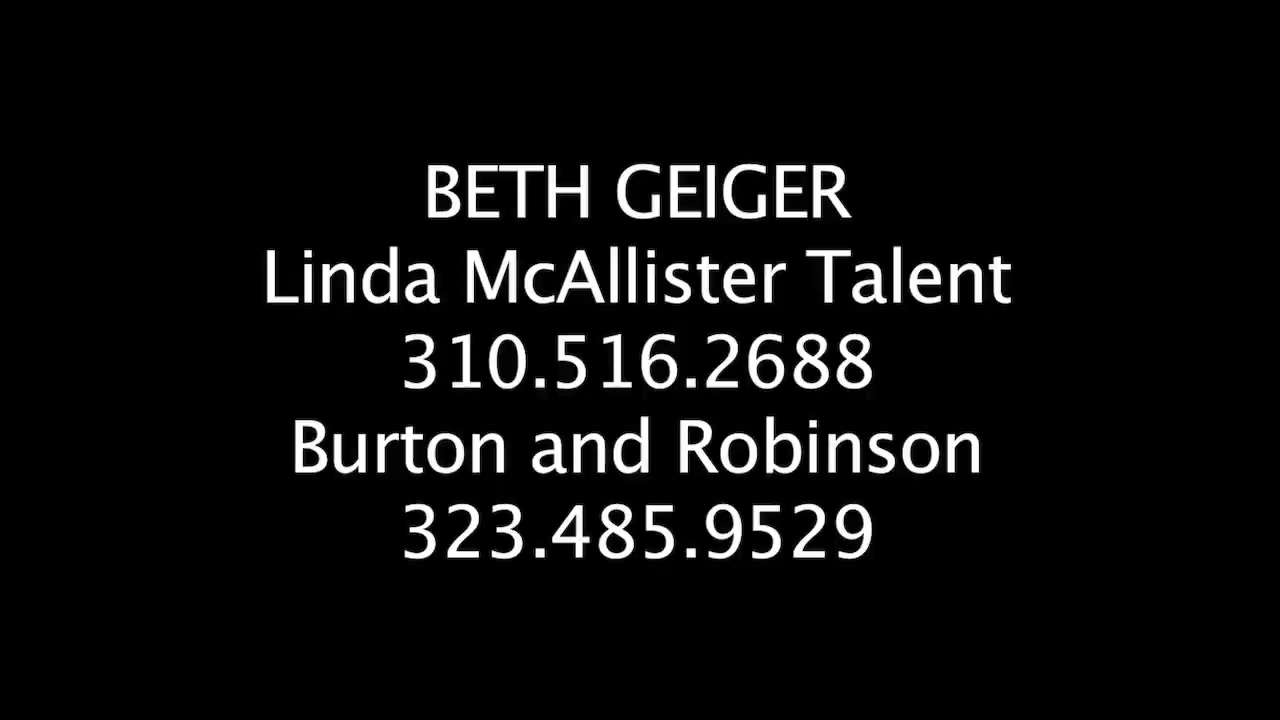 BETH GEIGER
Linda McAllister Talent
310.516.2688
Burton and Robinson
323.485.9529